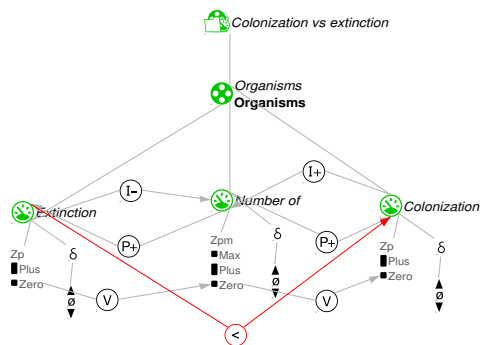 Colonization vs extinction
Organisms
Organisms
I+
I−
Extinction
Number of
Colonization
P+
P+
δ
δ
δ
Zp
Plus
Zero
Zpm
Max
Plus
Zero
Zp
Plus
Zero
ø
ø
ø
V
V
<